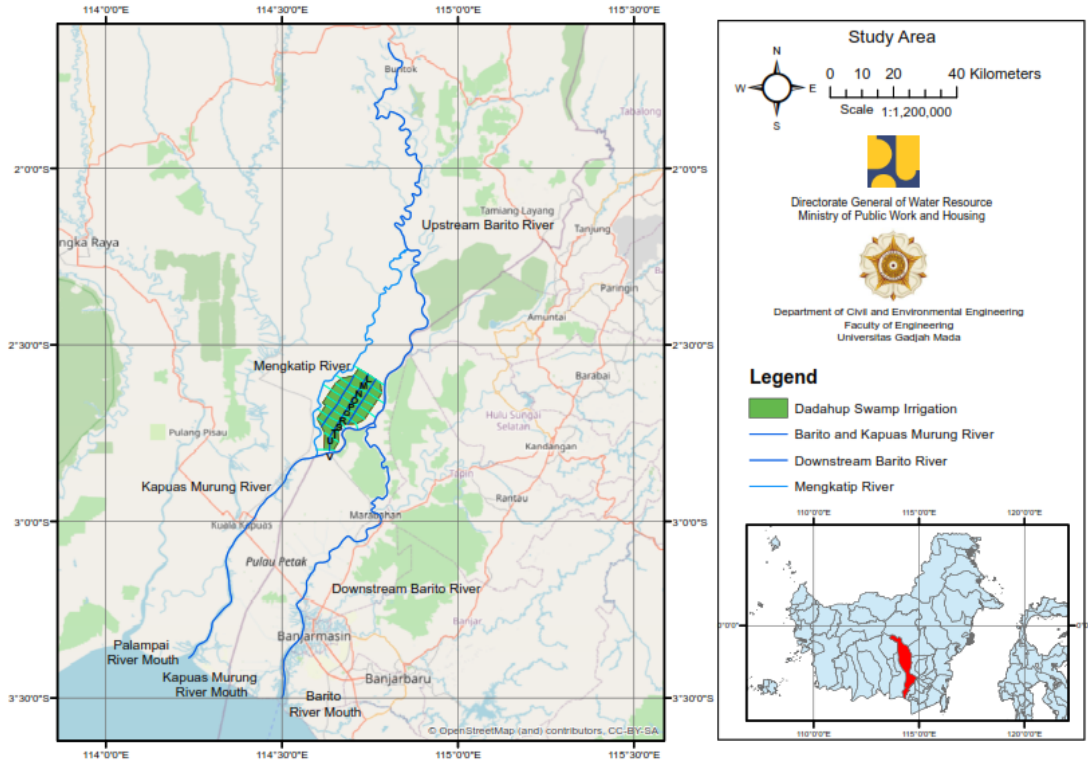 114°0'0"E
114°30'0"E
115°0'0"E
115°30'0"E
Buntok
Tabalong
2°0'0"S
2°0'0"S
Tamiang Layang
Upstream Barito River
Tanjung
ngka Raya
Paringin
Amuntai
2°30'0"S
2°30'0"S
Mengkatip River
Barabai
Hulu Sungai
Selatan
Pulang Pisau
Kandangan
Tapin
Kapuas Murung River
Rantau
Marabahan
3°0'0"S
3°0'0"S
Kuala Kapuas
Pulau Petak
Downstream Barito River
Banjar
Banjarmasin
Palampai
River Mouth
Kapuas Murung
River Mouth
Banjarbaru
3°30'0"S
3°30'0"S
Barito
River Mouth
© OpenStreetMap (and) contributors, CC-BY-SA
114°0'0"E
114°30'0"E
115°0'0"E
115°30'0"E
Study Area
N
W
E
S
0 10 20 40 Kilometers
Scale 1:1,200,000
Directorate General of Water Resource
Ministry of Public Work and Housing
Department of Civil and Environmental Engineering
Faculty of Engineering
Universitas Gadjah Mada
Legend
Dadahup Swamp Irrigation
Barito and Kapuas Murung River
Downstream Barito River
Mengkatip River
110°0'0"E
115°0'0"E
120°0'0"E
0°0'0"
110°0'0"E
115°0'0"E
120°0'0"E